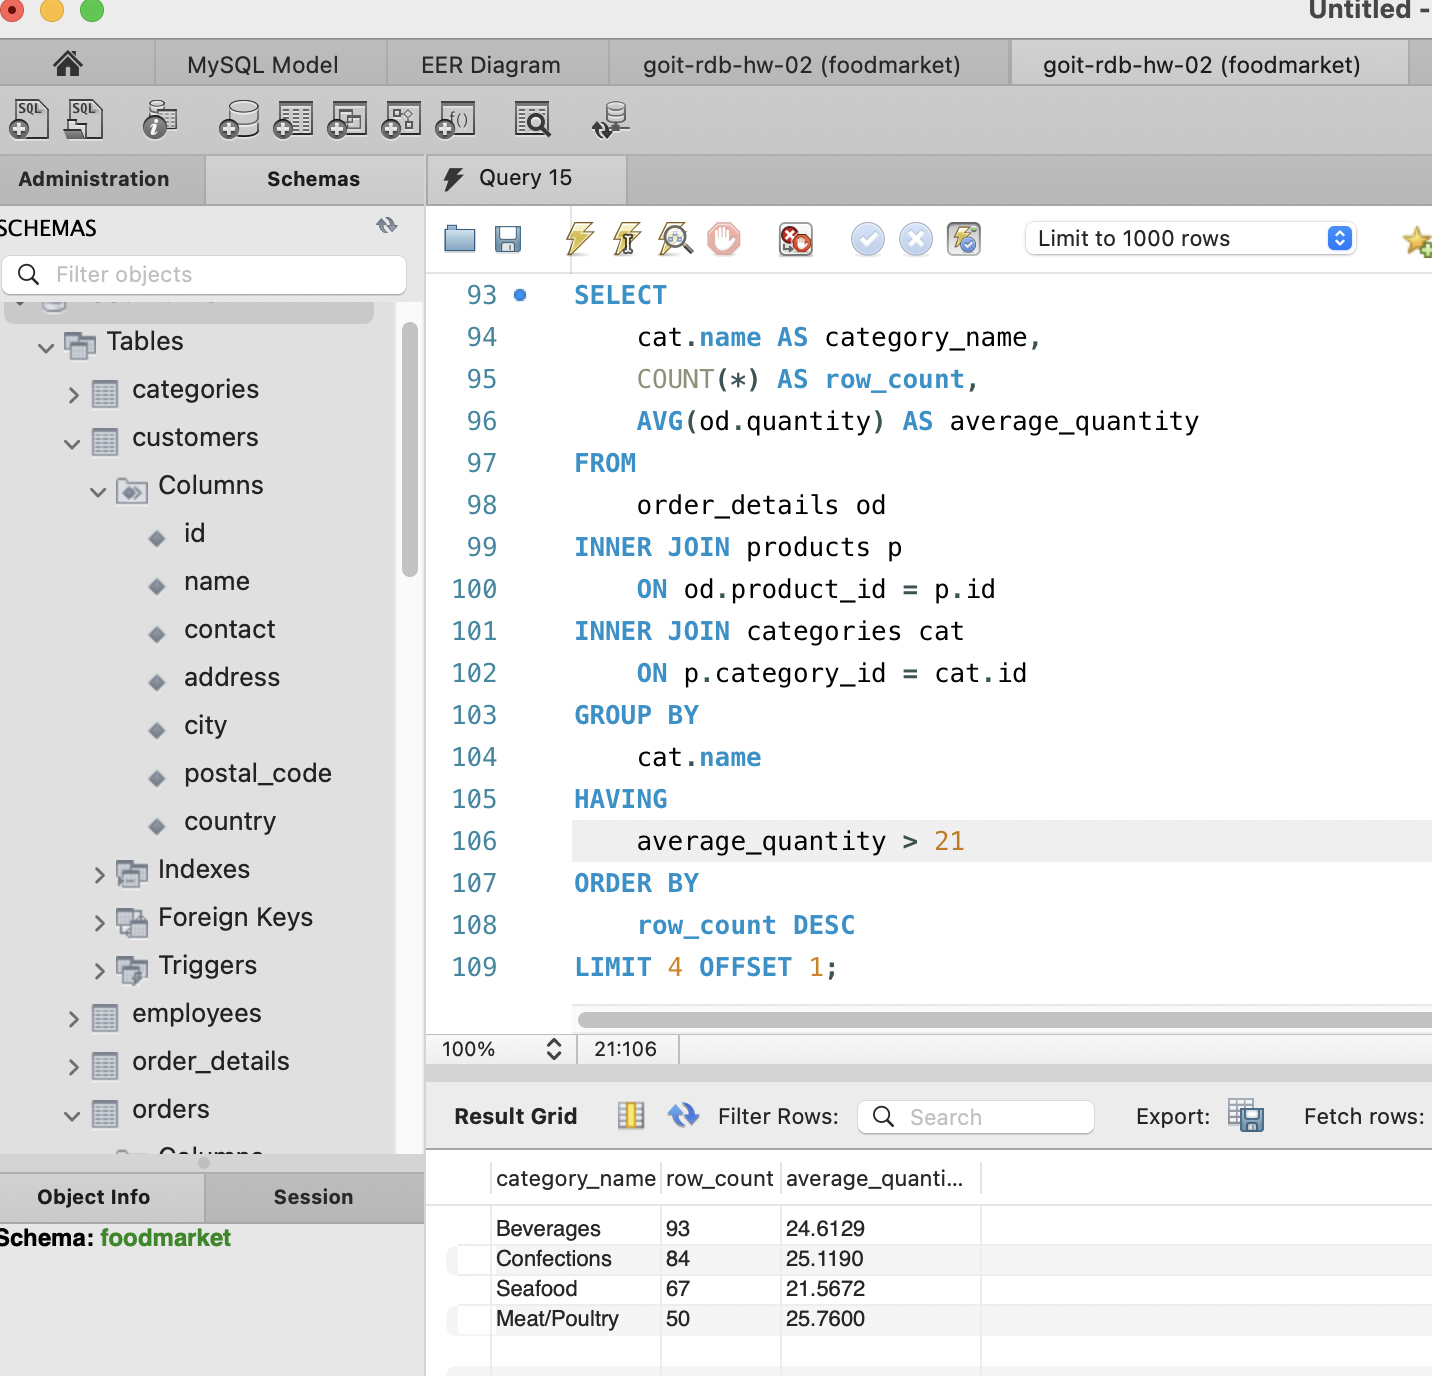 Untitled -
MySQL Model
EER Diagram
goit-rdb-hw-02 (foodmarket)
goit-rdb-hw-02 (foodmarket)
SQL
SQL
f()
Administration
Schemas
Query 15
SCHEMAS
Filter objects
Limit to 1000 rows
Tables
categories
customers
Columns
id
name
contact
address
city
postal_code
country
Indexes
Foreign Keys
Triggers
employees
order_details
orders
Columns
Object Info
Session
Schema: foodmarket
93 SELECT
94 cat.name AS category_name,
95 COUNT(*) AS row_count,
96 AVG(od.quantity) AS average_quantity
97 FROM
98 order_details od
99 INNER JOIN products p
100 ON od.product_id = p.id
101 INNER JOIN categories cat
102 ON p.category_id = cat.id
103 GROUP BY
104 cat.name
105 HAVING
106 average_quantity > 21
107 ORDER BY
108 row_count DESC
109 LIMIT 4 OFFSET 1;
100%
21:106
Result Grid
Filter Rows:
Search
Export:
Fetch rows:
category_name row_count average_quanti...
Beverages 93 24.6129
Confections 84 25.1190
Seafood 67 21.5672
Meat/Poultry 50 25.7600